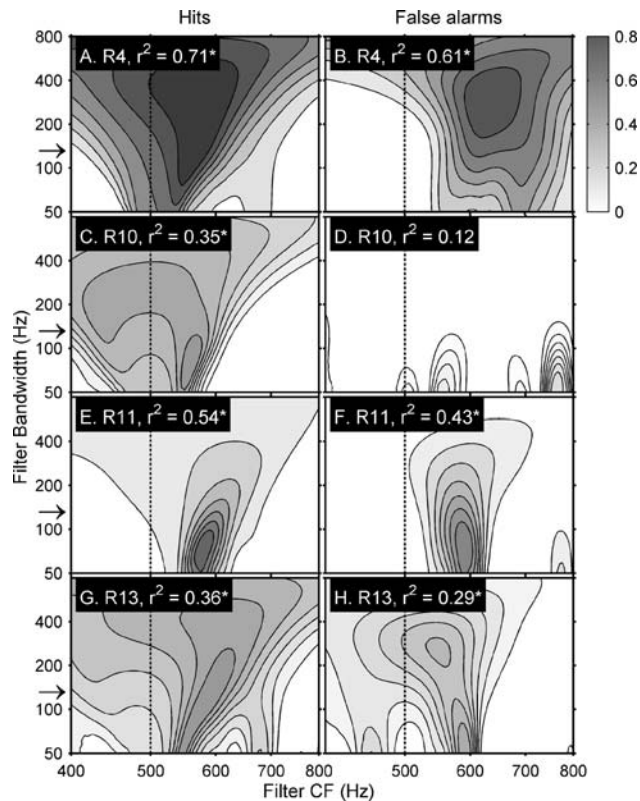 Hits
False alarms
800
400
200
100
50
A. R4, r² = 0.71*
B. R4, r² = 0.61*
0.8
0.6
0.4
0.2
0
→
400
200
100
50
C. R10, r² = 0.35*
D. R10, r² = 0.12
→
Filter Bandwidth (Hz)
400
200
100
50
E. R11, r² = 0.54*
F. R11, r² = 0.43*
→
400
200
100
50
G. R13, r² = 0.36*
H. R13, r² = 0.29*
→
400 500 600 700 800 500 600 700 800
Filter CF (Hz)